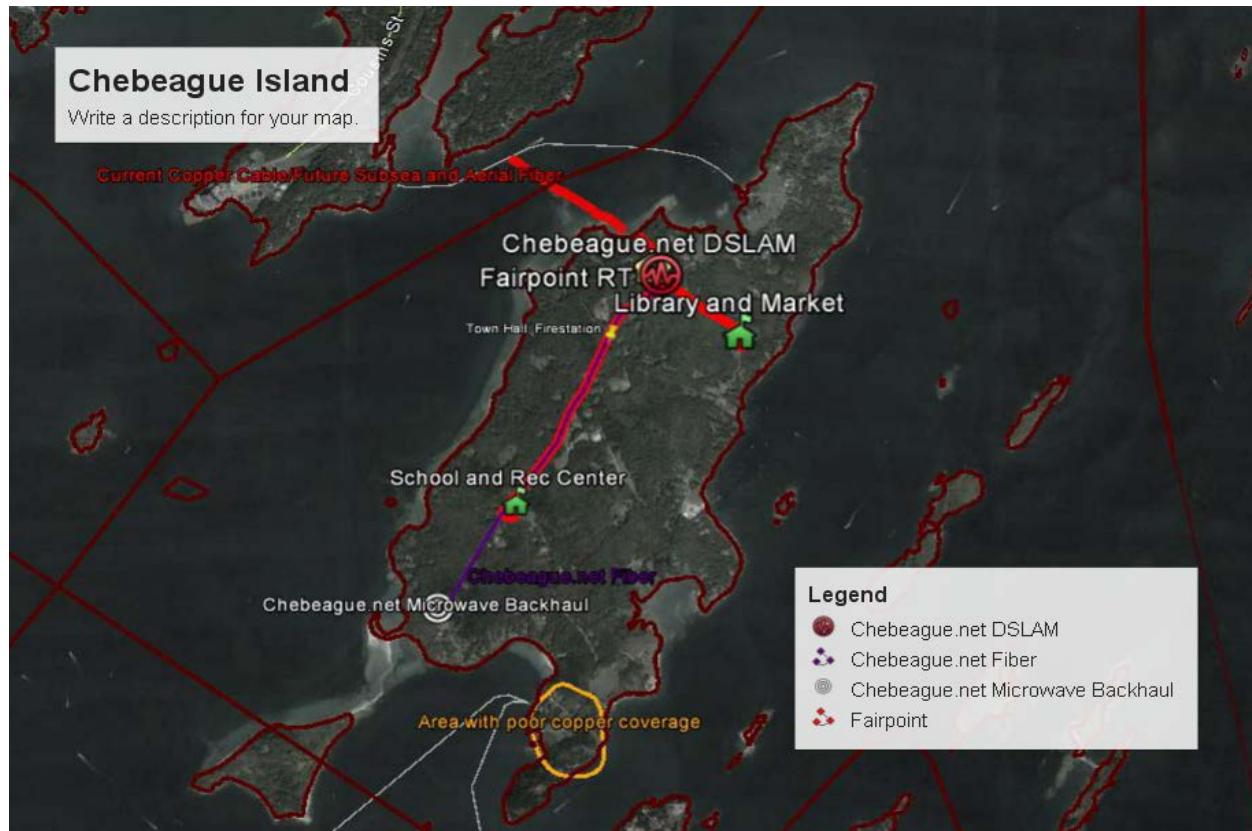 Chebeague Island
Write a description for your map.
Cousins-St
Current Copper Cable/Future Subsea and Aerial Fiber
Chebeague.net DSLAM
Fairpoint RT
Library and Market
Town Hall, Firestation
School and Rec Center
Chebeague.net Fiber
Chebeague.net Microwave Backhaul
Area with poor copper coverage
Legend
Chebeague.net DSLAM
Chebeague.net Fiber
Chebeague.net Microwave Backhaul
Fairpoint